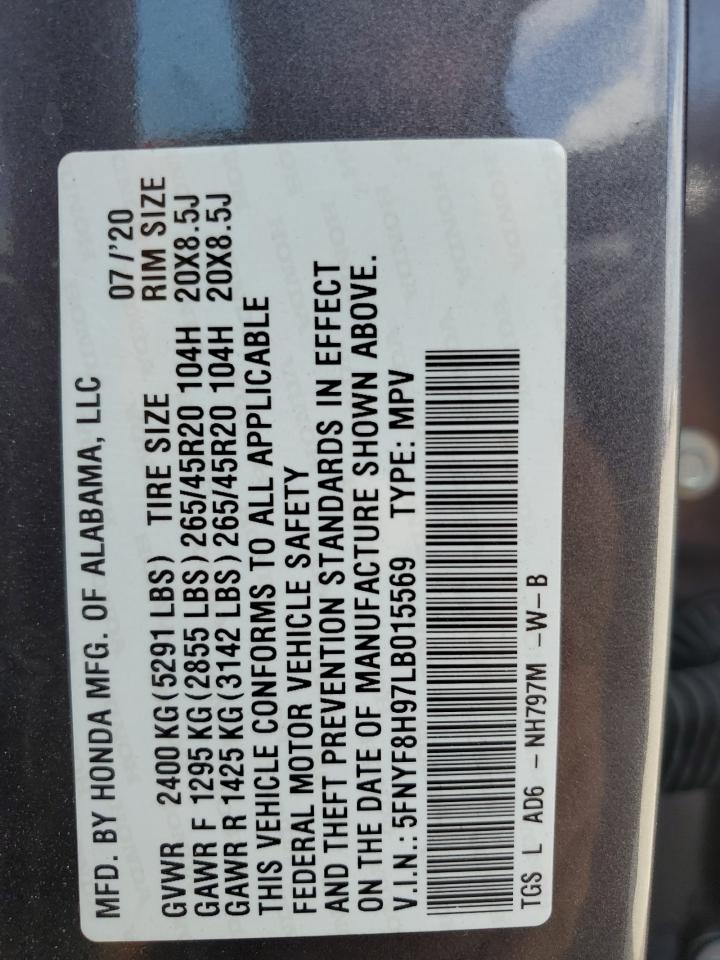 MFD. BY HONDA MFG. OF ALABAMA, LLC 07/'20
GVWR 2400 KG (5291 LBS) TIRE SIZE RIM SIZE
GAWR F 1295 KG (2855 LBS) 265/45R20 104H 20X8.5J
GAWR R 1425 KG (3142 LBS) 265/45R20 104H 20X8.5J
THIS VEHICLE CONFORMS TO ALL APPLICABLE
FEDERAL MOTOR VEHICLE SAFETY
AND THEFT PREVENTION STANDARDS IN EFFECT
ON THE DATE OF MANUFACTURE SHOWN ABOVE.
V.I.N.: 5FNYF8H97LB015569 TYPE: MPV
TGS L AD6 -NH797M -W-B